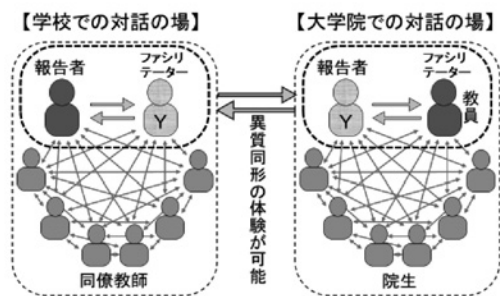 【学校での対話の場】
【大学院での対話の場】
報告者
ファシリ
テーター
Y
同僚教師
異質同形の体験が可能
報告者
ファシリ
テーター
Y
教員
院生